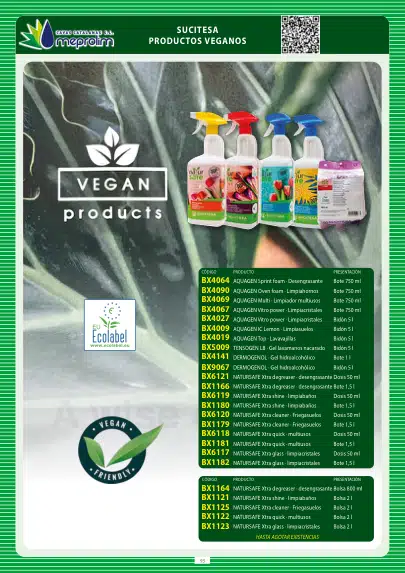 GAYAS CATALANAS S.L.
meprolim
SUCITESA
PRODUCTOS VEGANOS
VEGAN
products
EU
Ecolabel
www.ecolabel.eu
VEGAN
FRIENDLY
CÓDIGO PRODUCTO PRESENTACIÓN
BX4064 AQUAGEN Sprint foam - Desengrasante Bote 750 ml
BX4090 AQUAGEN Oven foam - Limpiahornos Bote 750 ml
BX4069 AQUAGEN Multi - Limpiador multiusos Bote 750 ml
BX4067 AQUAGEN Vitro power - Limpiacristales Bote 750 ml
BX4027 AQUAGEN Vitro power - Limpiacristales Bidón 5 l
BX4009 AQUAGEN IC Lemon - Limpiasuelos Bidón 5 l
BX4019 AQUAGEN Top - Lavavajillas Bidón 5 l
BX5009 TENSOGEN LB - Gel lavamanos nacarado Bidón 5 l
BX4141 DERMOGENOL - Gel hidroalcohólico Bote 1 l
BX9067 DERMOGENOL - Gel hidroalcohólico Bidón 5 l
BX6121 NATURSAFE Xtra degreaser - desengrasante Dosis 50 ml
BX1166 NATURSAFE Xtra degreaser - desengrasante Bote 1,5 l
BX6119 NATURSAFE Xtra shine - limpiabaños Dosis 50 ml
BX1180 NATURSAFE Xtra shine - limpiabaños Bote 1,5 l
BX6120 NATURSAFE Xtra cleaner - Friegasuelos Dosis 50 ml
BX1179 NATURSAFE Xtra cleaner - Friegasuelos Bote 1,5 l
BX6118 NATURSAFE Xtra quick - multiusos Dosis 50 ml
BX1181 NATURSAFE Xtra quick - multiusos Bote 1,5 l
BX6117 NATURSAFE Xtra glass - limpiacristales Dosis 50 ml
BX1182 NATURSAFE Xtra glass - limpiacristales Bote 1,5 l
CÓDIGO PRODUCTO PRESENTACIÓN
BX1164 NATURSAFE Xtra degreaser - desengrasante Bolsa 600 ml
BX1121 NATURSAFE Xtra shine - limpiabaños Bolsa 2 l
BX1125 NATURSAFE Xtra cleaner - Friegasuelos Bolsa 2 l
BX1122 NATURSAFE Xtra quick - multiusos Bolsa 2 l
BX1123 NATURSAFE Xtra glass - limpiacristales Bolsa 2 l
HASTA AGOTAR EXISTENCIAS
95